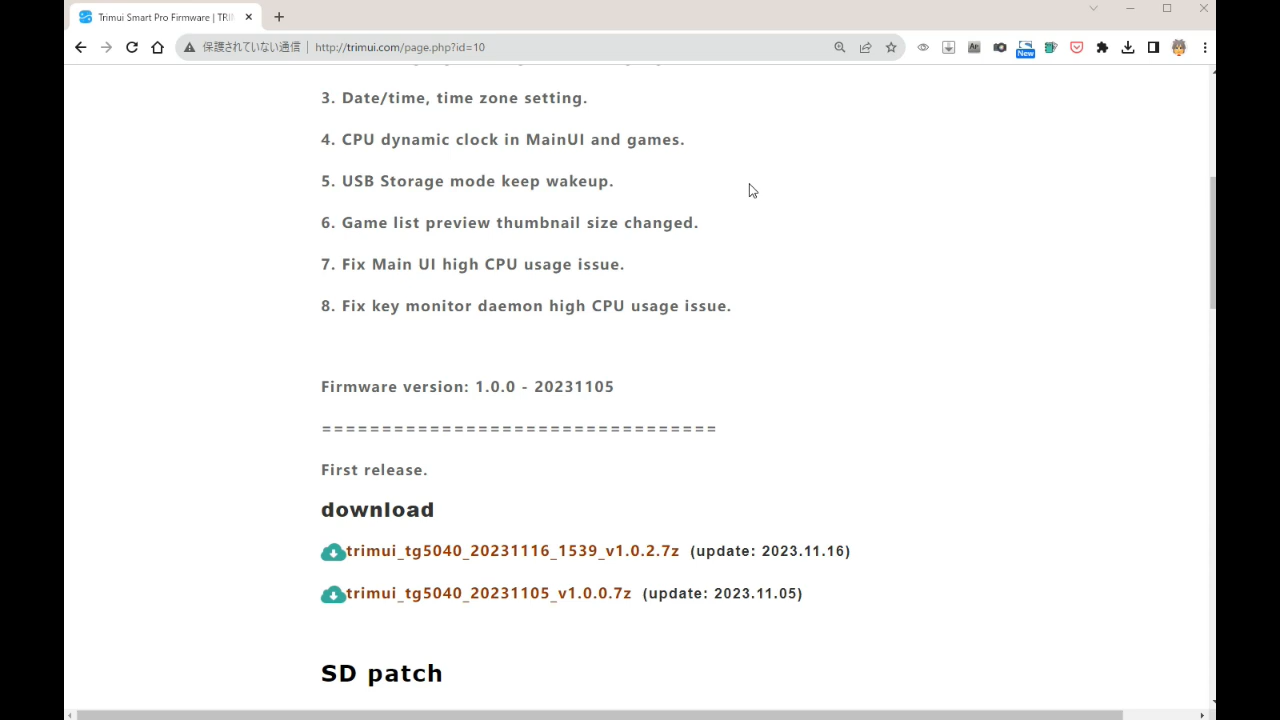 Trimui Smart Pro Firmware | TRI
保護されていない通信
http://trimui.com/page.php?id=10
New
3. Date/time, time zone setting.
4. CPU dynamic clock in MainUI and games.
5. USB Storage mode keep wakeup.
6. Game list preview thumbnail size changed.
7. Fix Main UI high CPU usage issue.
8. Fix key monitor daemon high CPU usage issue.
Firmware version: 1.0.0 - 20231105
=================================
First release.
download
trimui_tg5040_20231116_1539_v1.0.2.7z (update: 2023.11.16)
trimui_tg5040_20231105_v1.0.0.7z (update: 2023.11.05)
SD patch